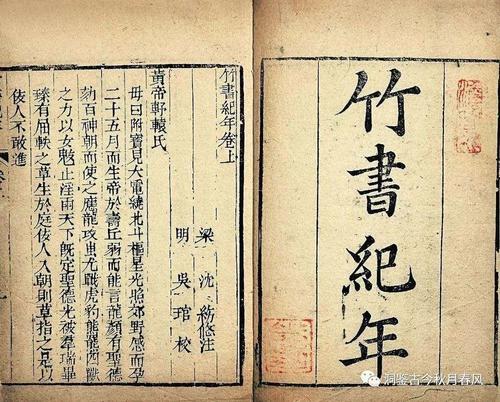 竹書紀年
竹書紀年卷上
梁 沈約附注
明 吳琯校
黃帝軒轅氏
母曰附寶見大電繞北斗樞星光照郊野感而孕
二十五月而生帝於壽丘弱而能言龍顏有聖德
劾百神朝而使之應龍攻蚩尤戰虎豹熊羆四獸
之力以女魃止淫雨天下既定聖德光被羣瑞畢
臻有屈軼之草生於庭佞人入朝則草指之是以
佞人不敢進
洞鉴古今秋月春风